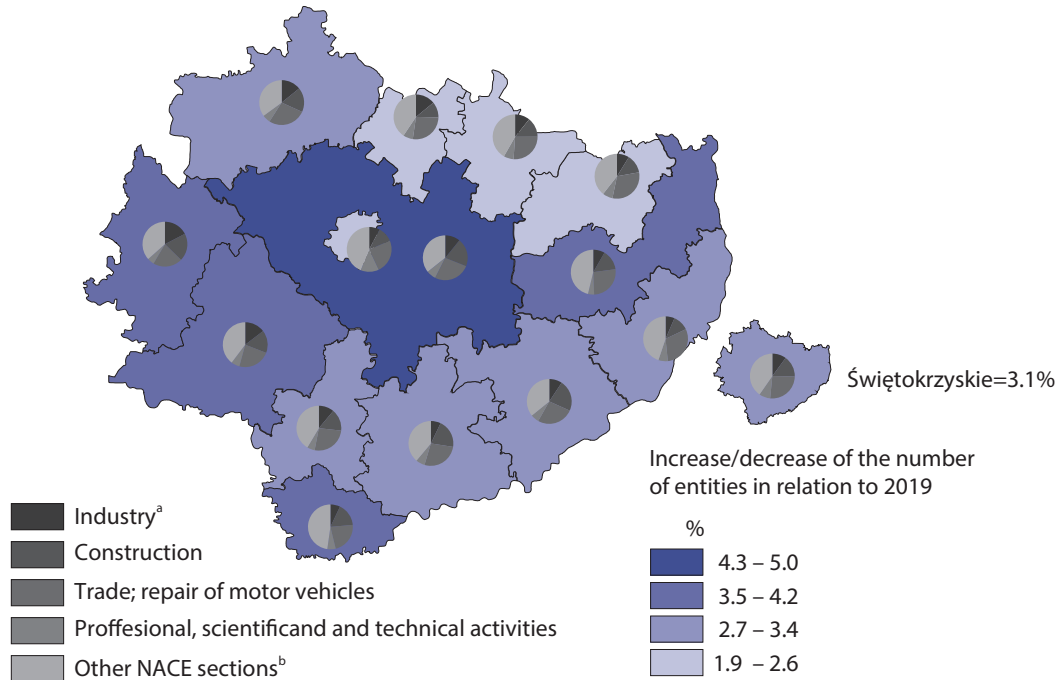 Świętokrzyskie=3.1%
Increase/decrease of the number
of entities in relation to 2019
%
4.3 – 5.0
3.5 – 4.2
2.7 – 3.4
1.9 – 2.6
Industryª
Construction
Trade; repair of motor vehicles
Proffesional, scientificand and technical activities
Other NACE sectionsᵇ